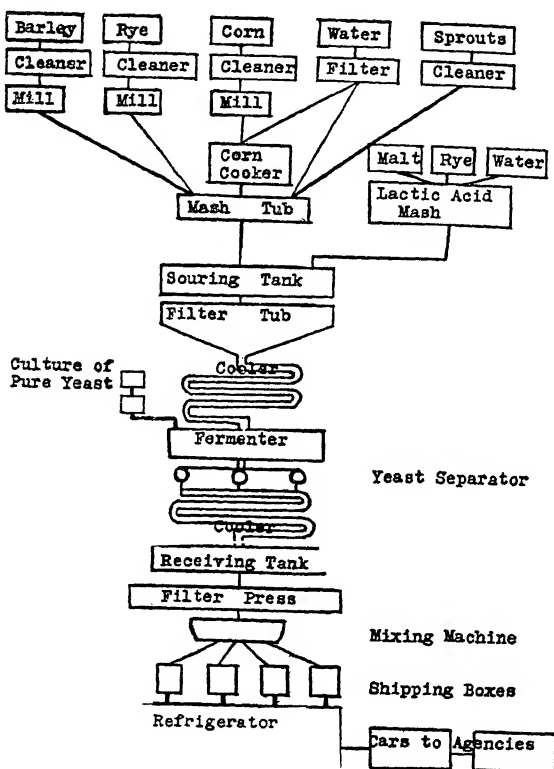 Barley Rye Corn Water Sprouts
Cleanser Cleaner Cleaner Filter Cleaner
Mill Mill Mill
Corn
Cooker
Malt Rye Water
Mash Tub
Lactic Acid
Mash
Souring Tank
Filter Tub
Cooler
Culture of
Pure Yeast
Fermenter
Yeast Separator
Cooler
Receiving Tank
Filter Press
Mixing Machine
Shipping Boxes
Refrigerator
Cars to Agencies